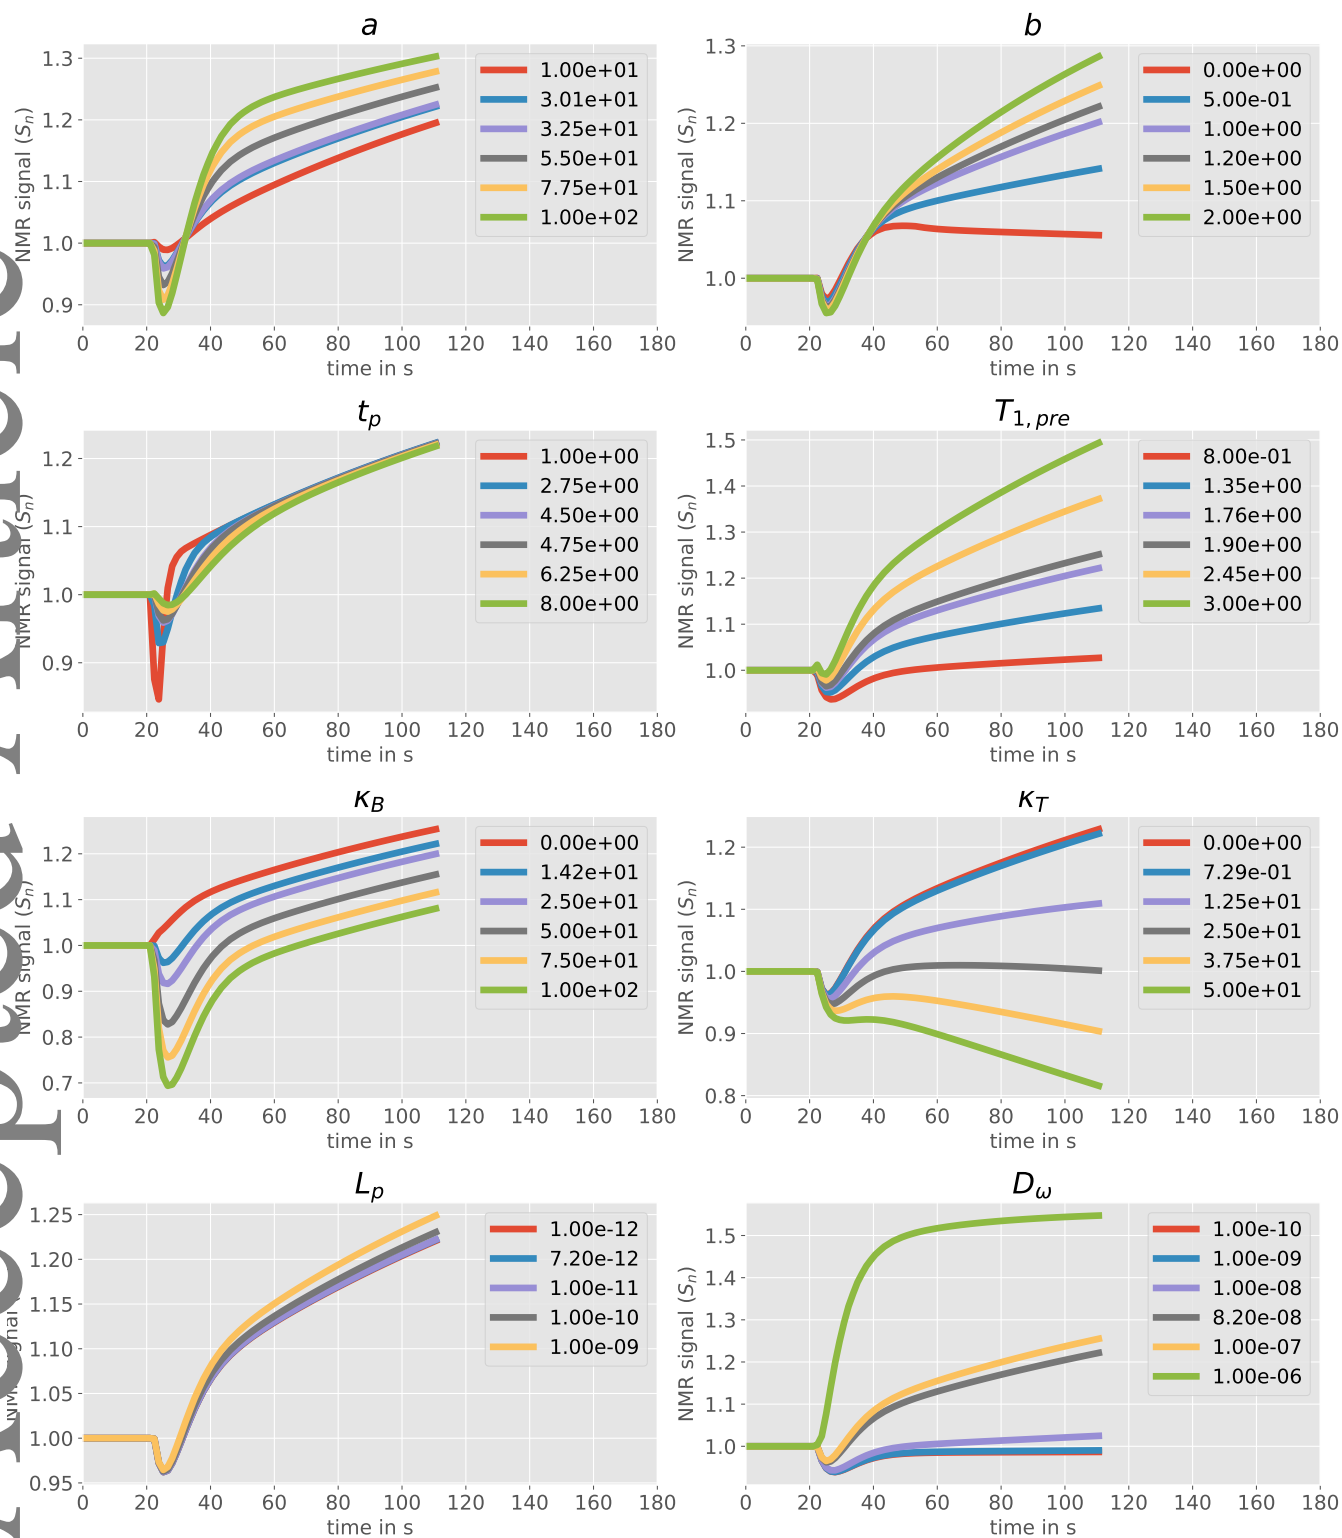 a
1.3
1.2
1.1
1.0
0.9
NMR signal (Sn)
1.00e+01
3.01e+01
3.25e+01
5.50e+01
7.75e+01
1.00e+02
0 20 40 60 80 100 120 140 160 180
time in s
b
1.3
1.2
1.1
1.0
NMR signal (Sn)
0.00e+00
5.00e-01
1.00e+00
1.20e+00
1.50e+00
2.00e+00
0 20 40 60 80 100 120 140 160 180
time in s
tp
1.2
1.1
1.0
0.9
NMR signal (Sn)
1.00e+00
2.75e+00
4.50e+00
4.75e+00
6.25e+00
8.00e+00
0 20 40 60 80 100 120 140 160 180
time in s
T1, pre
1.5
1.4
1.3
1.2
1.1
1.0
NMR signal (Sn)
8.00e-01
1.35e+00
1.76e+00
1.90e+00
2.45e+00
3.00e+00
0 20 40 60 80 100 120 140 160 180
time in s
κB
1.2
1.1
1.0
0.9
0.8
0.7
NMR signal (Sn)
0.00e+00
1.42e+01
2.50e+01
5.00e+01
7.50e+01
1.00e+02
0 20 40 60 80 100 120 140 160 180
time in s
κT
1.2
1.1
1.0
0.9
0.8
NMR signal (Sn)
0.00e+00
7.29e-01
1.25e+01
2.50e+01
3.75e+01
5.00e+01
0 20 40 60 80 100 120 140 160 180
time in s
Lp
1.25
1.20
1.15
1.10
1.05
1.00
0.95
NMR signal
1.00e-12
7.20e-12
1.00e-11
1.00e-10
1.00e-09
0 20 40 60 80 100 120 140 160 180
time in s
Dω
1.5
1.4
1.3
1.2
1.1
1.0
NMR signal (Sn)
1.00e-10
1.00e-09
1.00e-08
8.20e-08
1.00e-07
1.00e-06
0 20 40 60 80 100 120 140 160 180
time in s